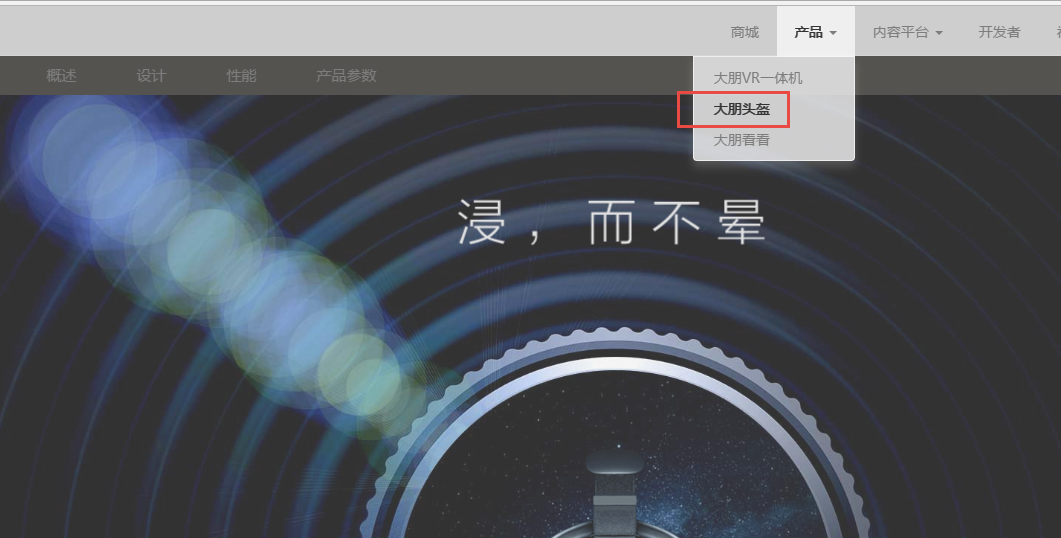 商城 产品 内容平台 开发者
概述 设计 性能 产品参数
大朋VR一体机
大朋头盔
大朋看看
浸，而不晕